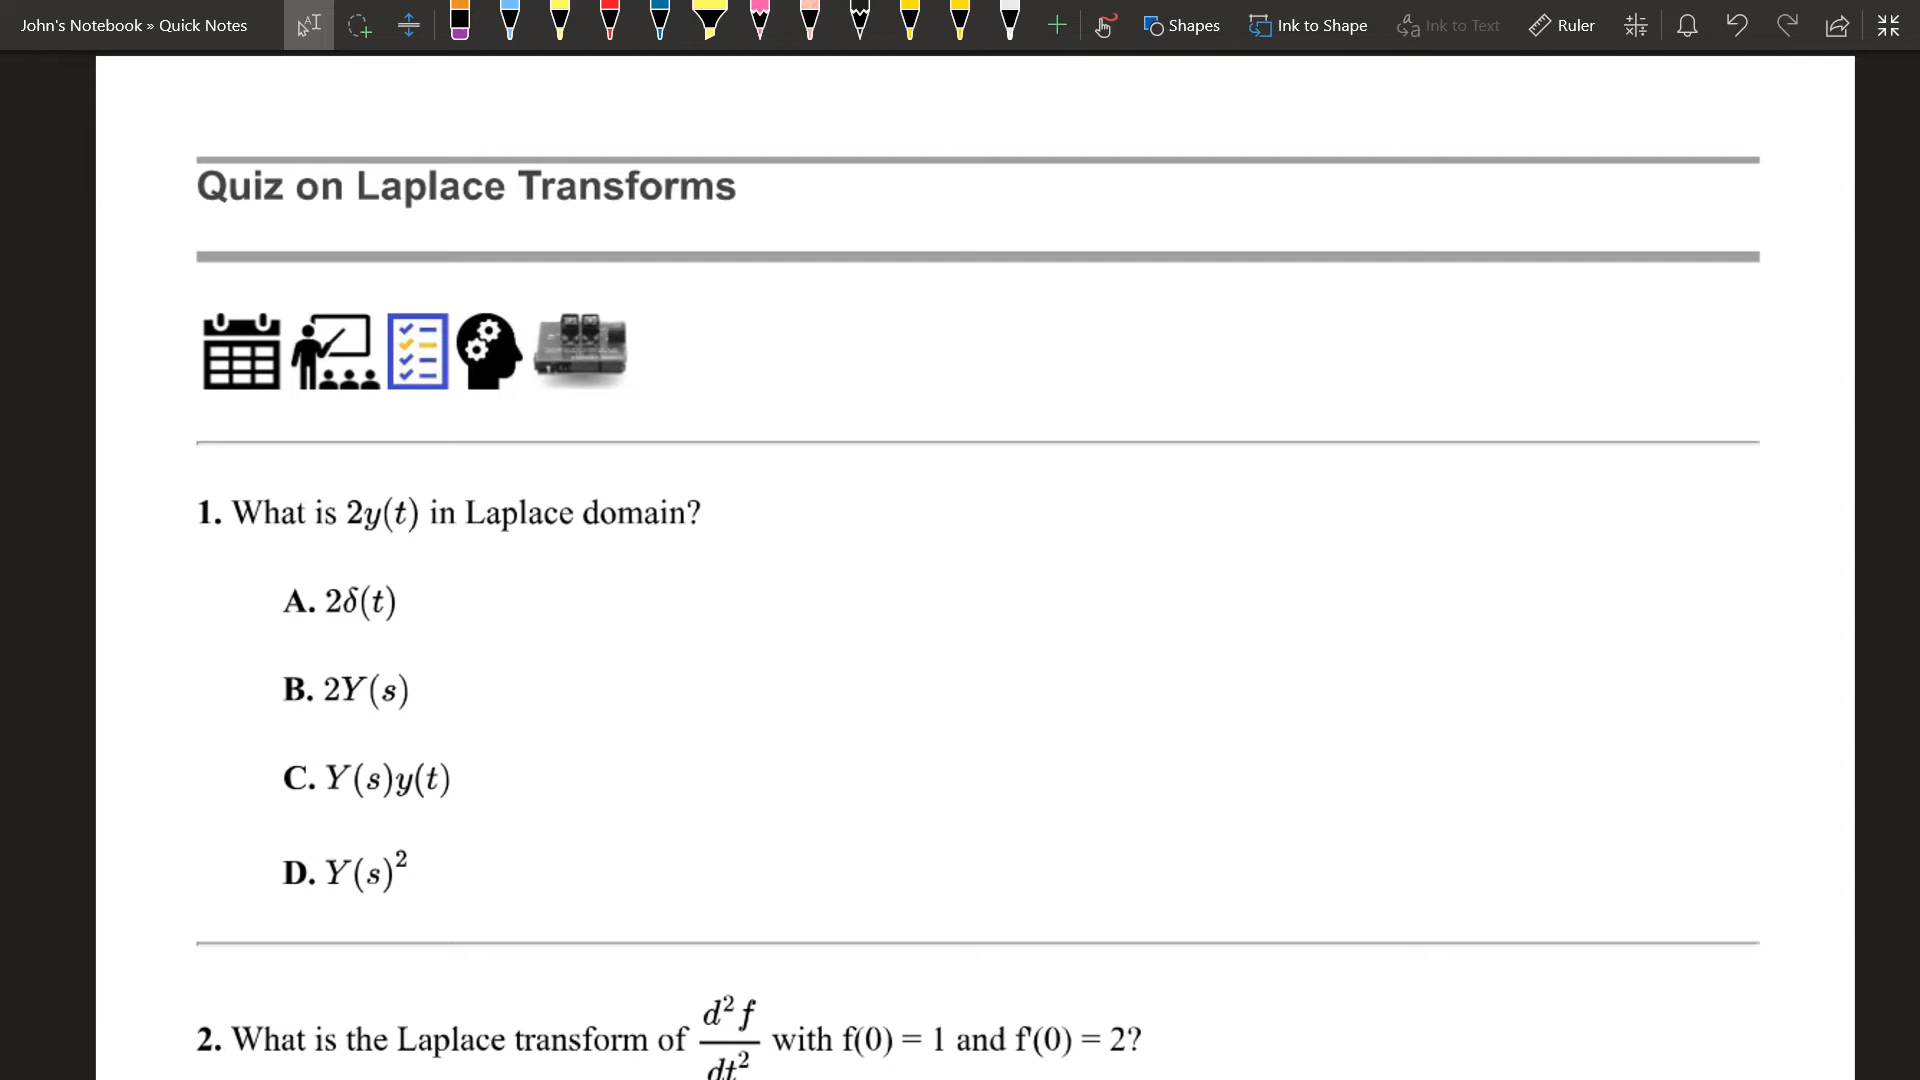 John's Notebook » Quick Notes
Shapes
Ink to Shape
Ink to Text
Ruler
Quiz on Laplace Transforms
1. What is 2y(t) in Laplace domain?
A. 2δ(t)
B. 2Y(s)
C. Y(s)y(t)
D. Y(s)²
2. What is the Laplace transform of d²f/dt² with f(0) = 1 and f'(0) = 2?